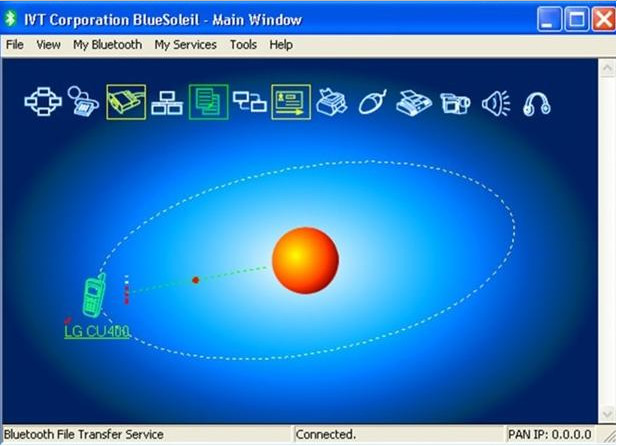 IVT Corporation BlueSoleil - Main Window
File View My Bluetooth My Services Tools Help
LG CU400
Bluetooth File Transfer Service Connected. PAN IP: 0.0.0.0